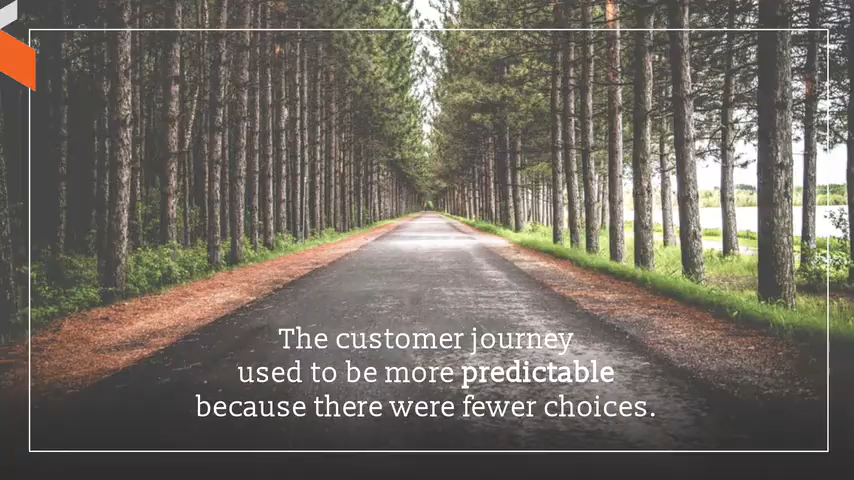 The customer journey
used to be more predictable
because there were fewer choices.